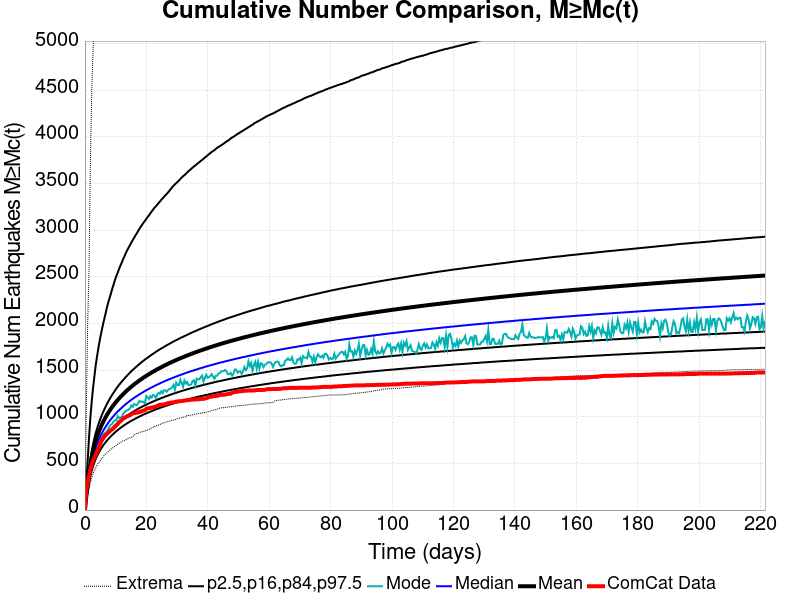 Cumulative Number Comparison, M≥Mc(t)
5000
4500
4000
3500
3000
2500
2000
1500
1000
500
0
Cumulative Num Earthquakes M≥Mc(t)
0 20 40 60 80 100 120 140 160 180 200 220
Time (days)
Extrema p2.5,p16,p84,p97.5 Mode Median Mean ComCat Data